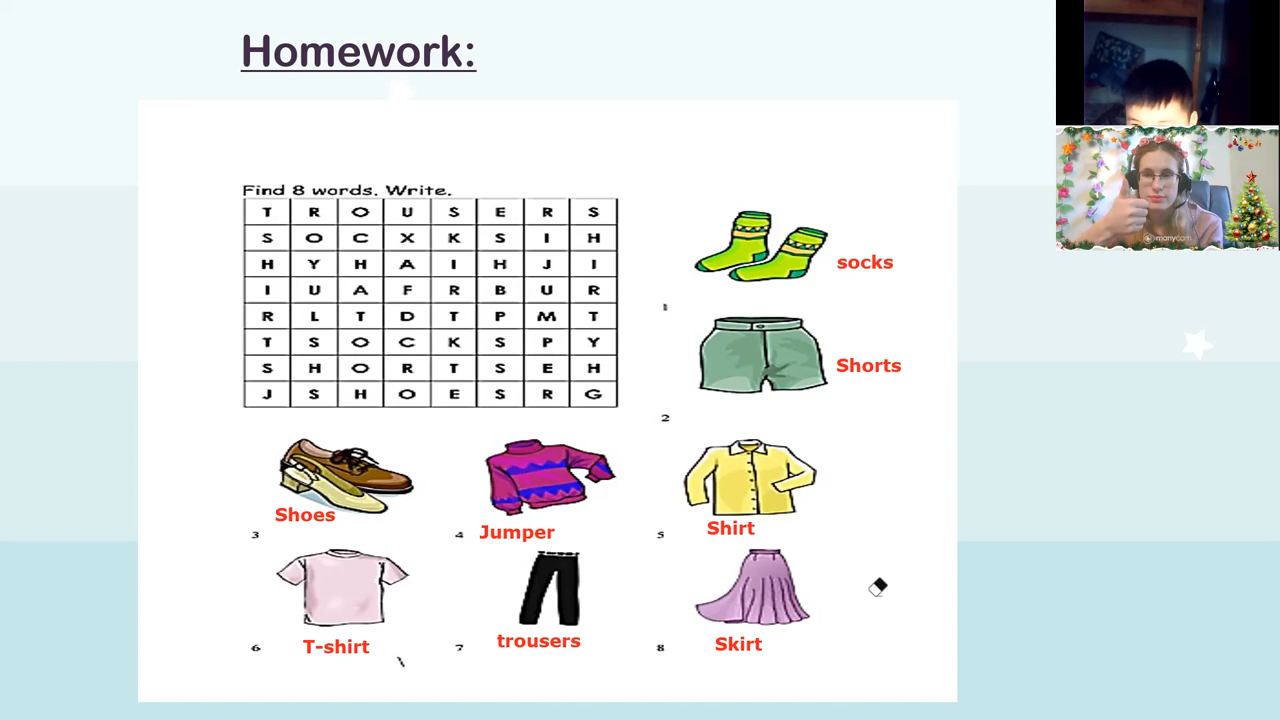 Homework:
Find 8 words. Write.
T R O U S E R S
S O C X K S I H
H Y H A I H J I
I U A F R B U R
R L T D T P M T
T S O C K S P Y
S H O R T S E H
J S H O E S R G
socks
1
Shorts
2
Shoes
3
Jumper
4
Shirt
5
T-shirt
6
trousers
7
Skirt
8
manycam